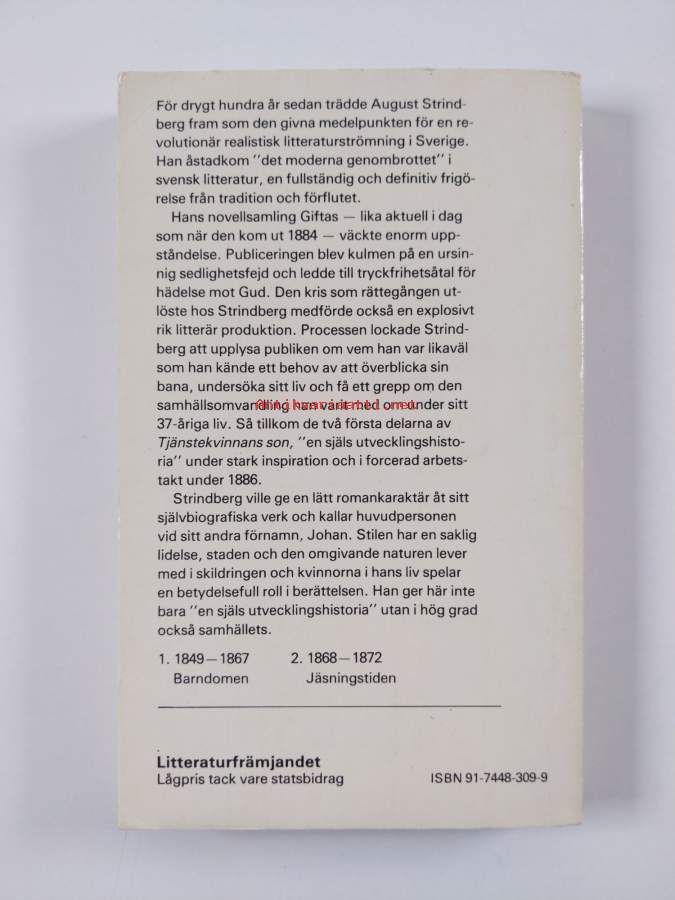 För drygt hundra år sedan trädde August Strind-
berg fram som den givna medelpunkten för en re-
volutionär realistisk litteraturströmning i Sverige.
Han åstadkom ''det moderna genombrottet'' i
svensk litteratur, en fullständig och definitiv frigö-
relse från tradition och förflutet.
Hans novellsamling Giftas — lika aktuell i dag
som när den kom ut 1884 — väckte enorm upp-
ståndelse. Publiceringen blev kulmen på en ursin-
nig sedlighetsfejd och ledde till tryckfrihetsåtal för
hädelse mot Gud. Den kris som rättegången ut-
löste hos Strindberg medförde också en explosivt
rik litterär produktion. Processen lockade Strind-
berg att upplysa publiken om vem han var likaväl
som han kände ett behov av att överblicka sin
bana, undersöka sitt liv och få ett grepp om den
samhällsomvandling han varit med om under sitt
37-åriga liv. Så tillkom de två första delarna av
Tjänstekvinnans son, ''en själs utvecklingshisto-
ria'' under stark inspiration och i forcerad arbets-
takt under 1886.
Strindberg ville ge en lätt romankaraktär åt sitt
självbiografiska verk och kallar huvudpersonen
vid sitt andra förnamn, Johan. Stilen har en saklig
lidelse, staden och den omgivande naturen lever
med i skildringen och kvinnorna i hans liv spelar
en betydelsefull roll i berättelsen. Han ger här inte
bara ''en själs utvecklingshistoria'' utan i hög grad
också samhällets.
1. 1849—1867 2. 1868—1872
Barndomen Jäsningstiden
Litteraturfrämjandet
Lågpris tack vare statsbidrag ISBN 91-7448-309-9